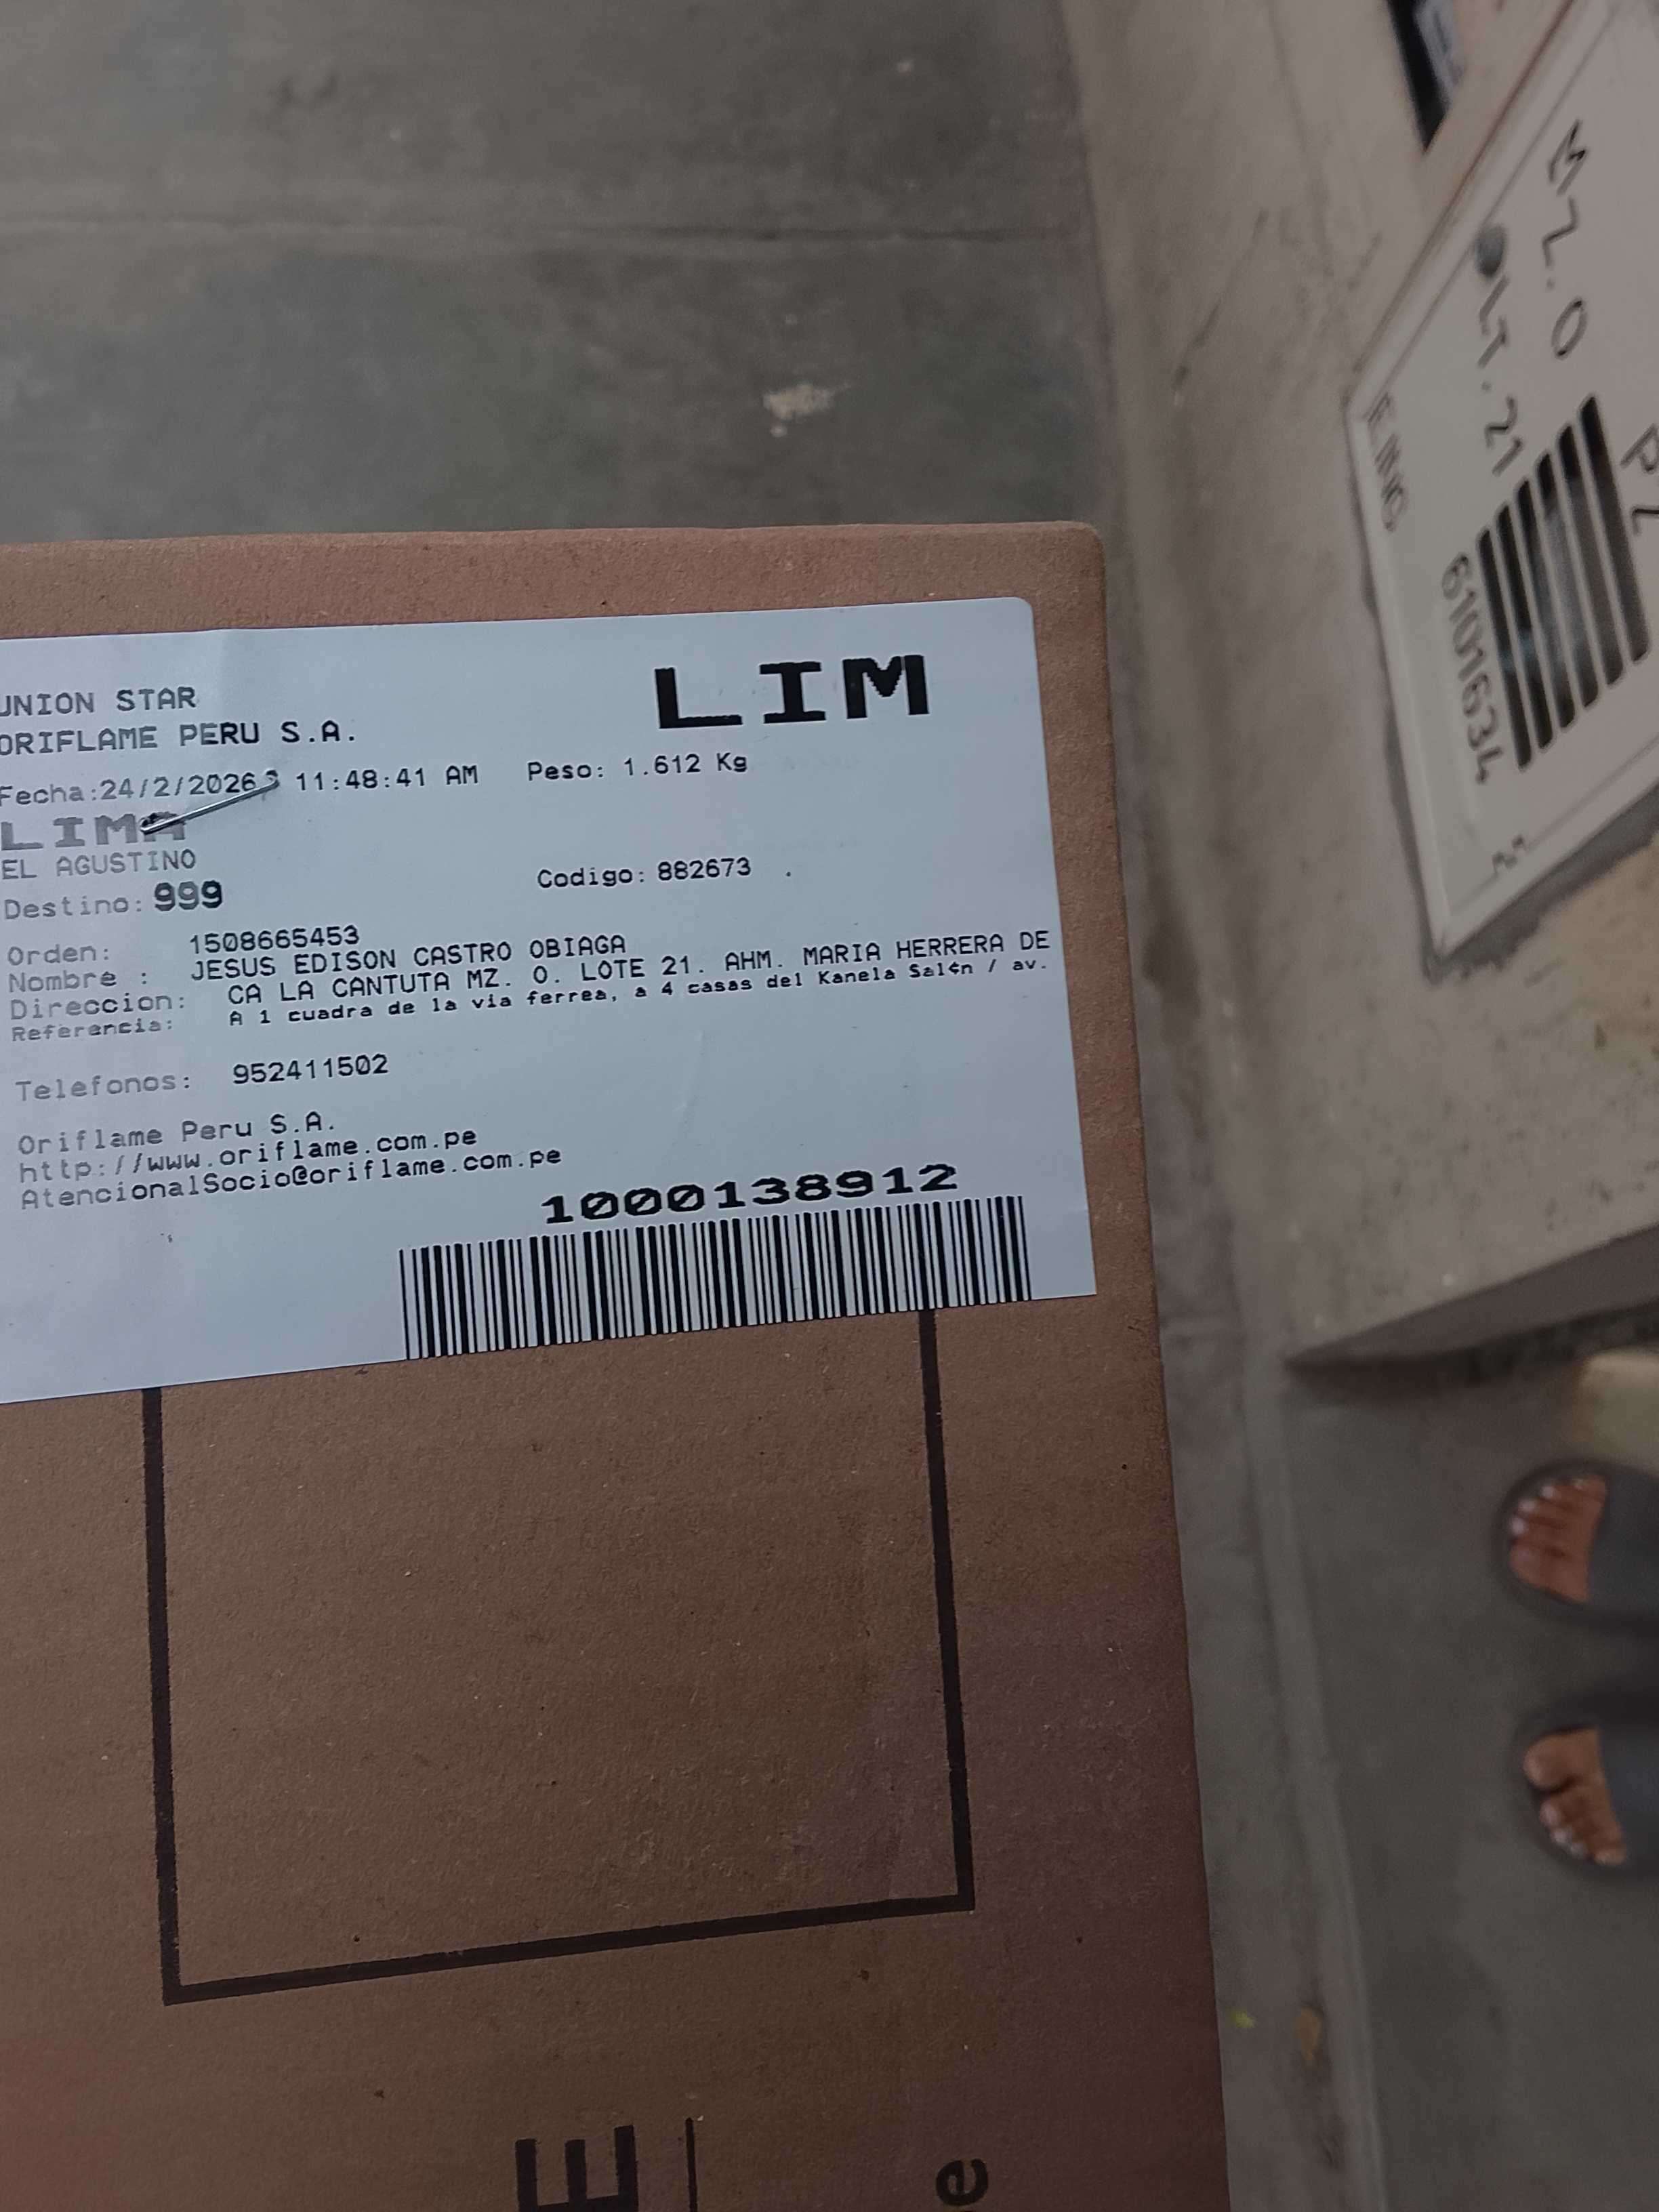 UNION STAR
LIM
ORIFLAME PERU S.A.
Fecha:24/2/2026 11:48:41 AM Peso: 1.612 Kg
LIMA
EL AGUSTINO
Destino: 999 Codigo: 882673
Orden: 1508665453
Nombre : JESUS EDISON CASTRO OBIAGA
Direccion: CA LA CANTUTA MZ. O. LOTE 21. AHM. MARIA HERRERA DE
Referencia: A 1 cuadra de la via ferrea, a 4 casas del Kanela Sal¢n / av.
Telefonos: 952411502
Oriflame Peru S.A.
http://www.oriflame.com.pe
AtencionalSocio@oriflame.com.pe
1000138912
MZ. O
LT. 21
6101634
E
e